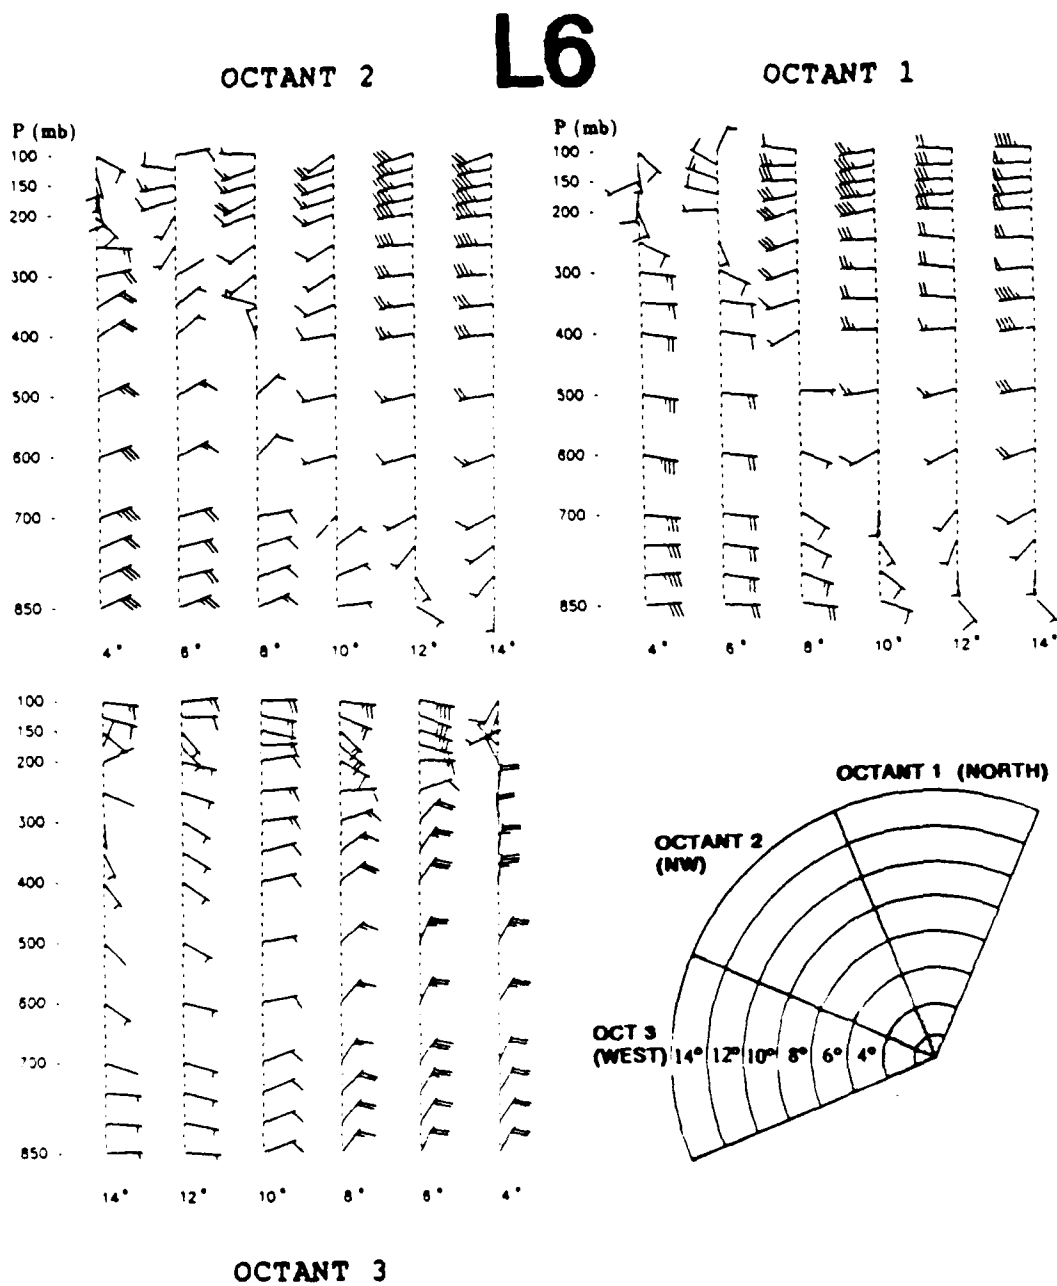 L6
OCTANT 2
OCTANT 1
P (mb)
100
150
200
300
400
500
600
700
850
4° 6° 8° 10° 12° 14°
P (mb)
100
150
200
300
400
500
600
700
850
4° 6° 8° 10° 12° 14°
100
150
200
300
400
500
600
700
850
14° 12° 10° 8° 6° 4°
OCTANT 3
OCTANT 1 (NORTH)
OCTANT 2
(NW)
OCT 3
(WEST) 14° 12° 10° 8° 6° 4°